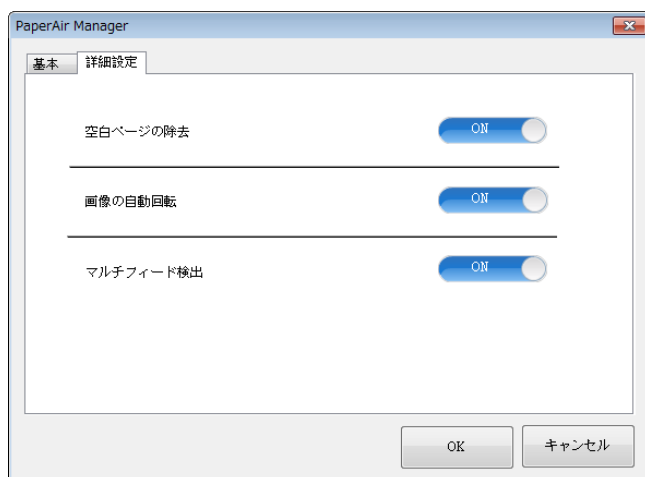 PaperAir Manager
基本 詳細設定
空白ページの除去 ON
画像の自動回転 ON
マルチフィード検出 ON
OK キャンセル